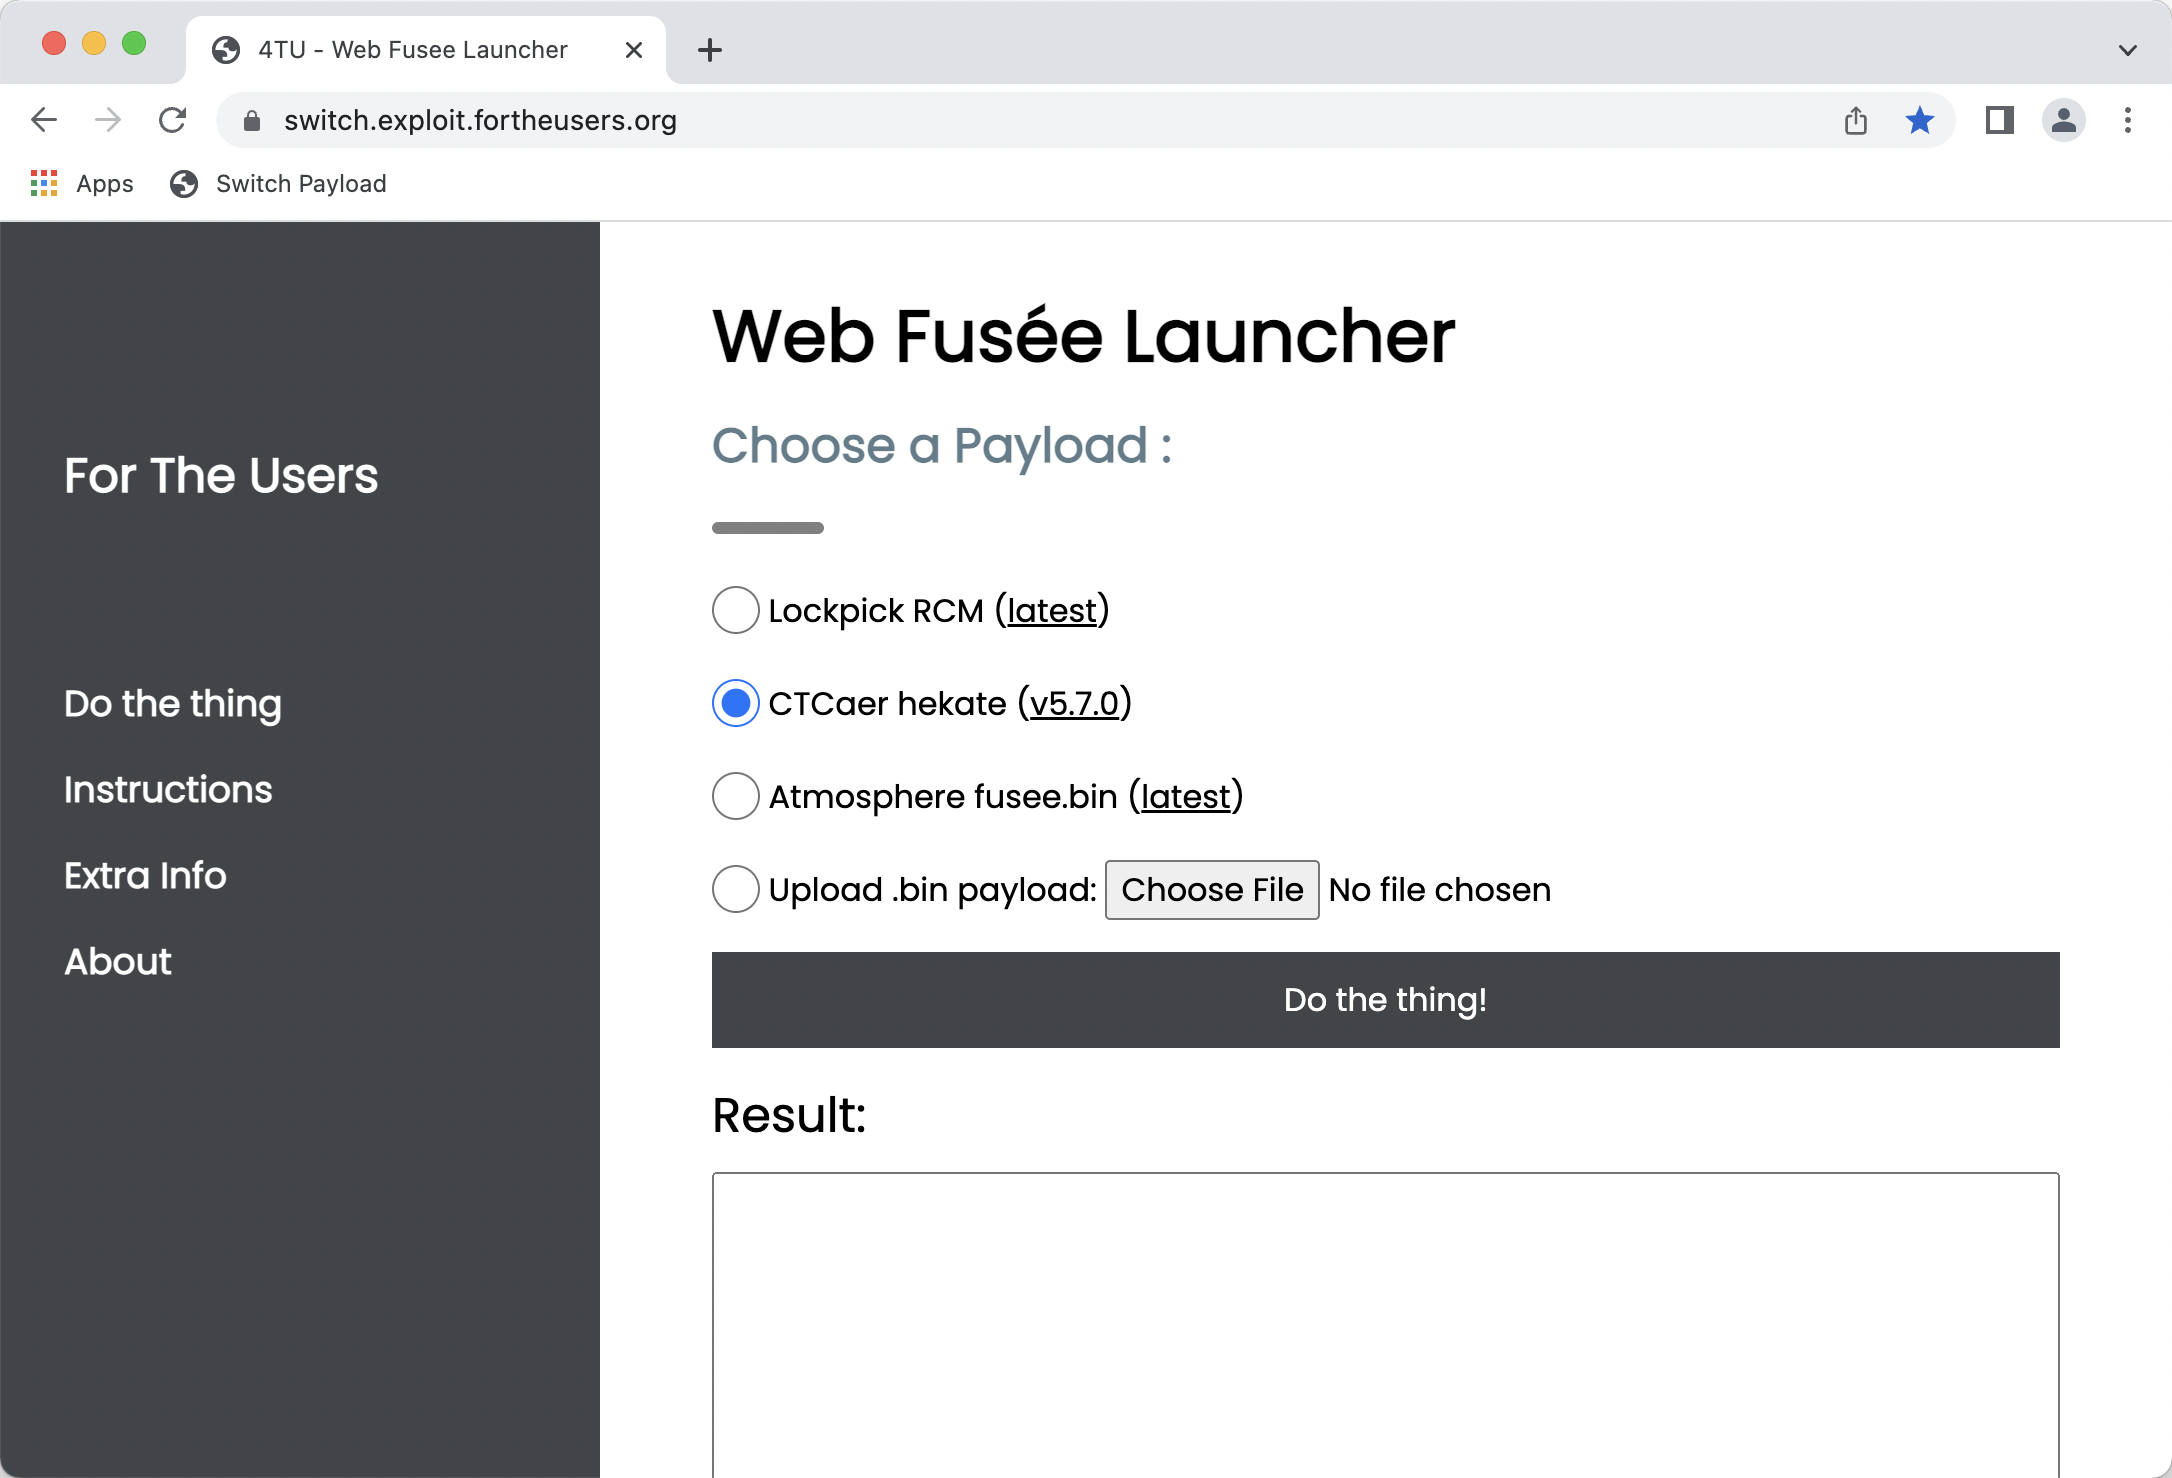 4TU - Web Fusee Launcher
switch.exploit.fortheusers.org
Apps
Switch Payload
For The Users
Do the thing
Instructions
Extra Info
About
Web Fusée Launcher
Choose a Payload :
Lockpick RCM (latest)
CTCaer hekate (v5.7.0)
Atmosphere fusee.bin (latest)
Upload .bin payload: Choose File No file chosen
Do the thing!
Result: